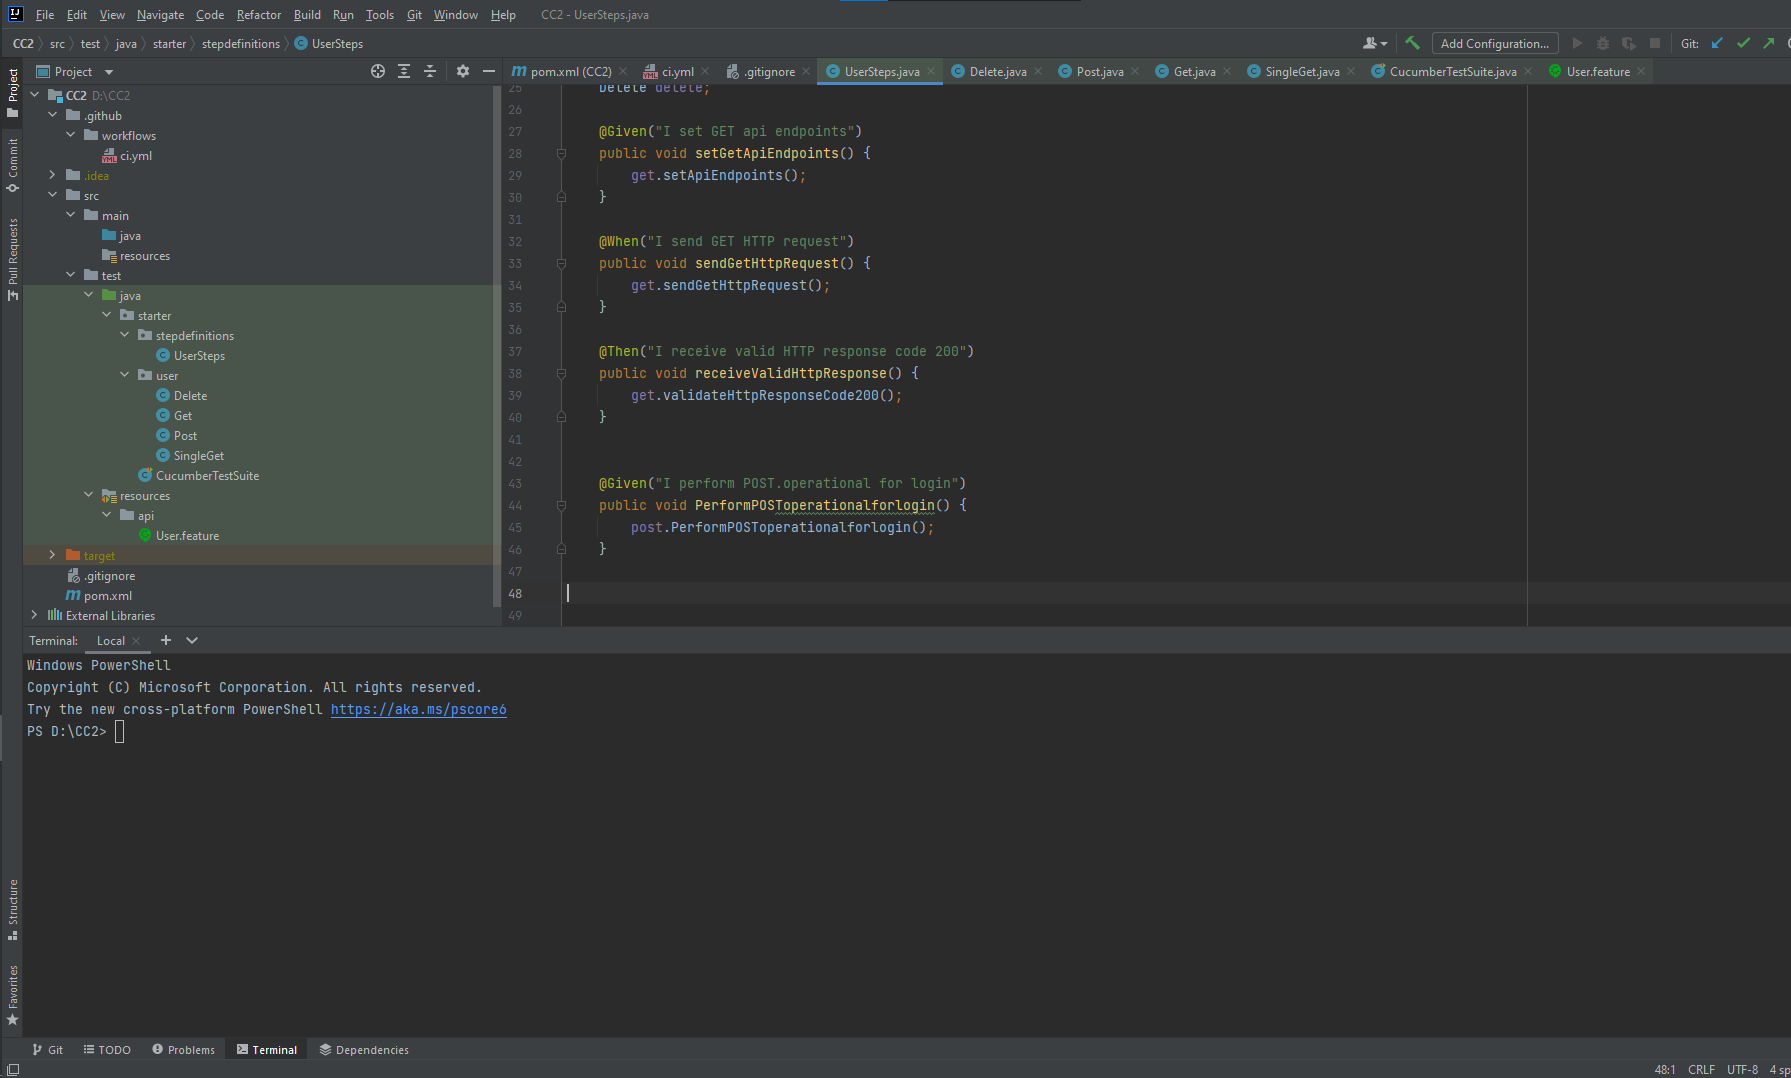 File Edit View Navigate Code Refactor Build Run Tools Git Window Help CC2 - UserSteps.java
CC2 src test java starter stepdefinitions UserSteps Add Configuration... Git:
Project
pom.xml (CC2) ci.yml .gitignore UserSteps.java Delete.java Post.java Get.java SingleGet.java CucumberTestSuite.java User.feature
Project
Commit
Pull Requests
Structure
Favorites
CC2 D:\CC2
.github
workflows
ci.yml
.idea
src
main
java
resources
test
java
starter
stepdefinitions
UserSteps
user
Delete
Get
Post
SingleGet
CucumberTestSuite
resources
api
User.feature
target
.gitignore
pom.xml
External Libraries
25 Delete delete;
26
27 @Given("I set GET api endpoints")
28 public void setGetApiEndpoints() {
29 get.setApiEndpoints();
30 }
31
32 @When("I send GET HTTP request")
33 public void sendGetHttpRequest() {
34 get.sendGetHttpRequest();
35 }
36
37 @Then("I receive valid HTTP response code 200")
38 public void receiveValidHttpResponse() {
39 get.validateHttpResponseCode200();
40 }
41
42
43 @Given("I perform POST.operational for login")
44 public void PerformPOSToperationalforlogin() {
45 post.PerformPOSToperationalforlogin();
46 }
47
48
49
Terminal: Local
Windows PowerShell
Copyright (C) Microsoft Corporation. All rights reserved.
Try the new cross-platform PowerShell https://aka.ms/pscore6
PS D:\CC2>
Git TODO Problems Terminal Dependencies
48:1 CRLF UTF-8 4 sp